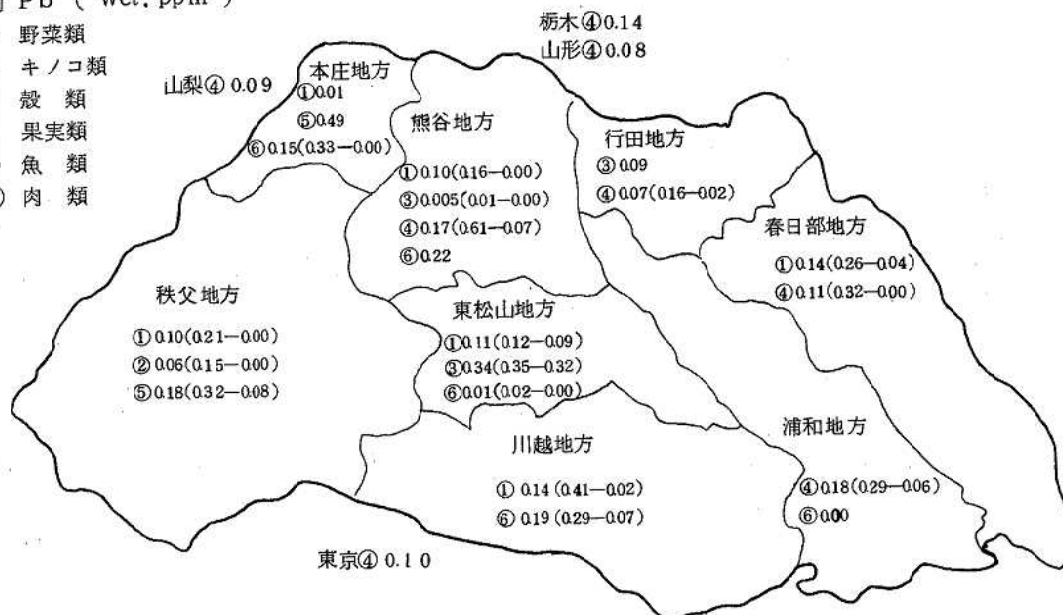 Pb ( wet. ppm )
野菜類
キノコ類
殻 類
果実類
魚 類
肉 類
栃木④0.14
山形④0.08
山梨④ 0.09
本庄地方
①0.01
⑤0.49
⑥0.15(0.33−0.00)
熊谷地方
①0.10(0.16−0.00)
③0.005(0.01−0.00)
④0.17(0.61−0.07)
⑥0.22
行田地方
③0.09
④0.07(0.16−0.02)
春日部地方
①0.14(0.26−0.04)
④0.11(0.32−0.00)
秩父地方
①0.10(0.21−0.00)
②0.06(0.15−0.00)
⑤0.18(0.32−0.08)
東松山地方
①0.11(0.12−0.09)
③0.34(0.35−0.32)
⑥0.01(0.02−0.00)
川越地方
① 0.14 (0.41−0.02)
⑥ 0.19 (0.29−0.07)
浦和地方
④0.18(0.29−0.06)
⑥0.00
東京④ 0.10